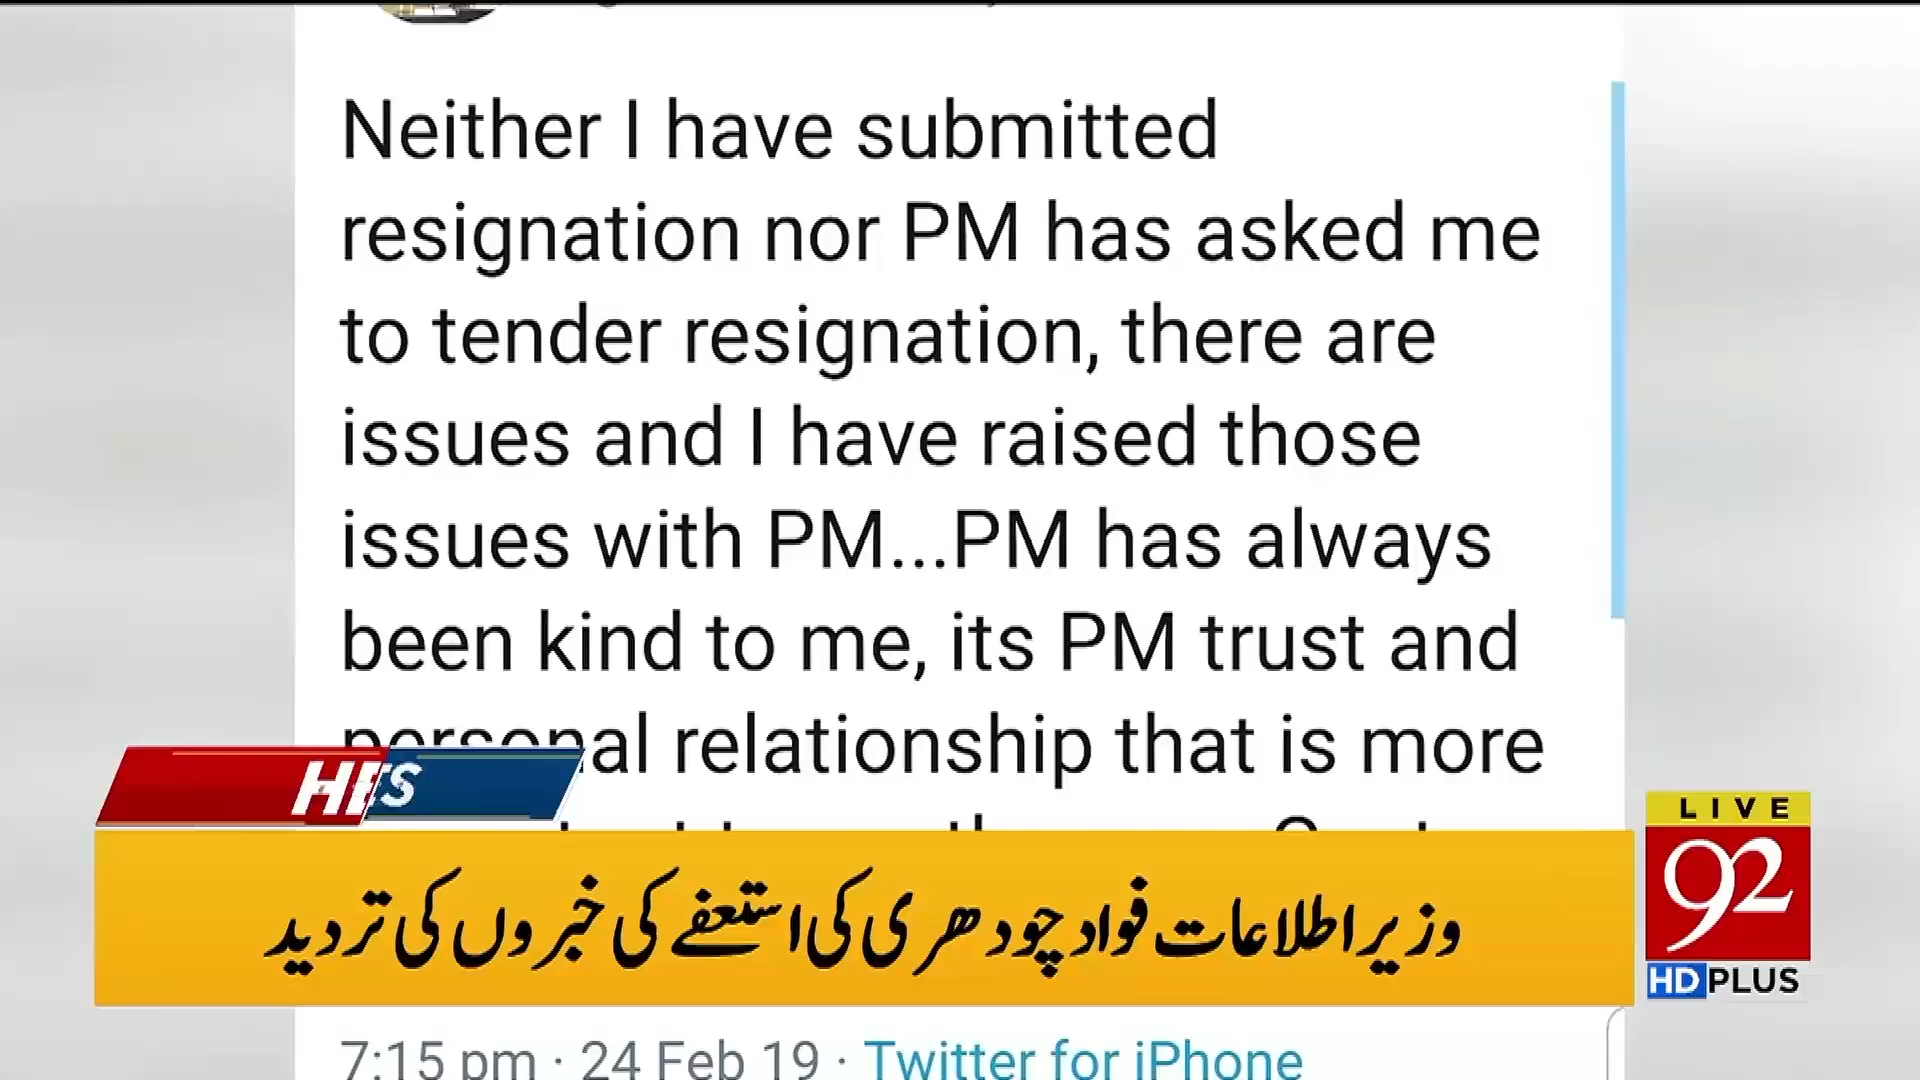 Neither I have submitted
resignation nor PM has asked me
to tender resignation, there are
issues and I have raised those
issues with PM...PM has always
been kind to me, its PM trust and
personal relationship that is more
وزیر اطلاعات فواد چودھری کی استعفے کی خبروں کی تردید
LIVE
92
HD PLUS
7:15 pm · 24 Feb 19 · Twitter for iPhone